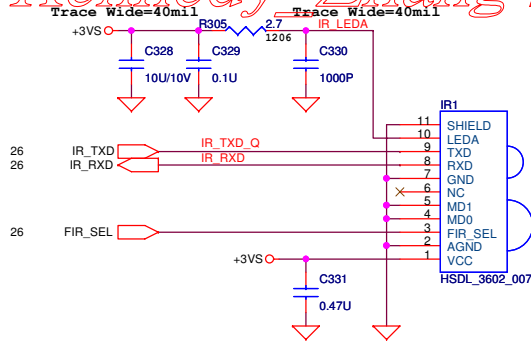 Trace Wide=40mil
Trace Wide=40mil
+3VS
R305
2.7
1206
IR_LEDA
C328
10U/10V
C329
0.1U
C330
1000P
IR1
11 SHIELD
10 LEDA
26 IR_TXD IR_TXD_Q 9 TXD
26 IR_RXD IR_RXD 8 RXD
7 GND
6 NC
5 MD1
4 MD0
26 FIR_SEL 3 FIR_SEL
2 AGND
+3VS 1 VCC
HSDL_3602_007
C331
0.47U